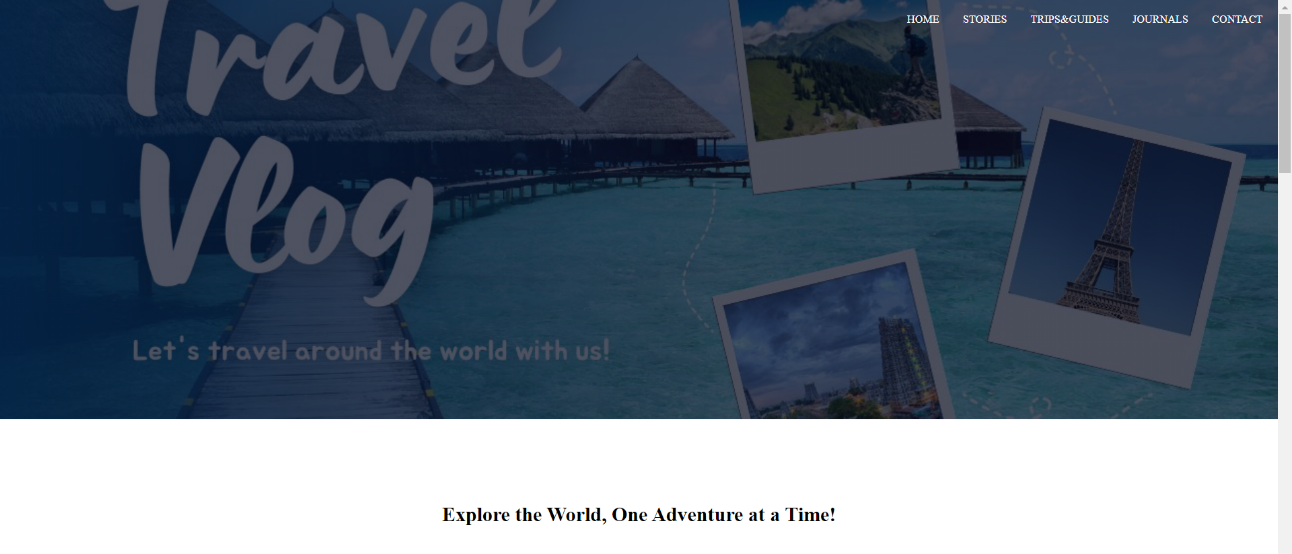 HOME STORIES TRIPS&GUIDES JOURNALS CONTACT
Travel
Vlog
Let's travel around the world with us!
Explore the World, One Adventure at a Time!